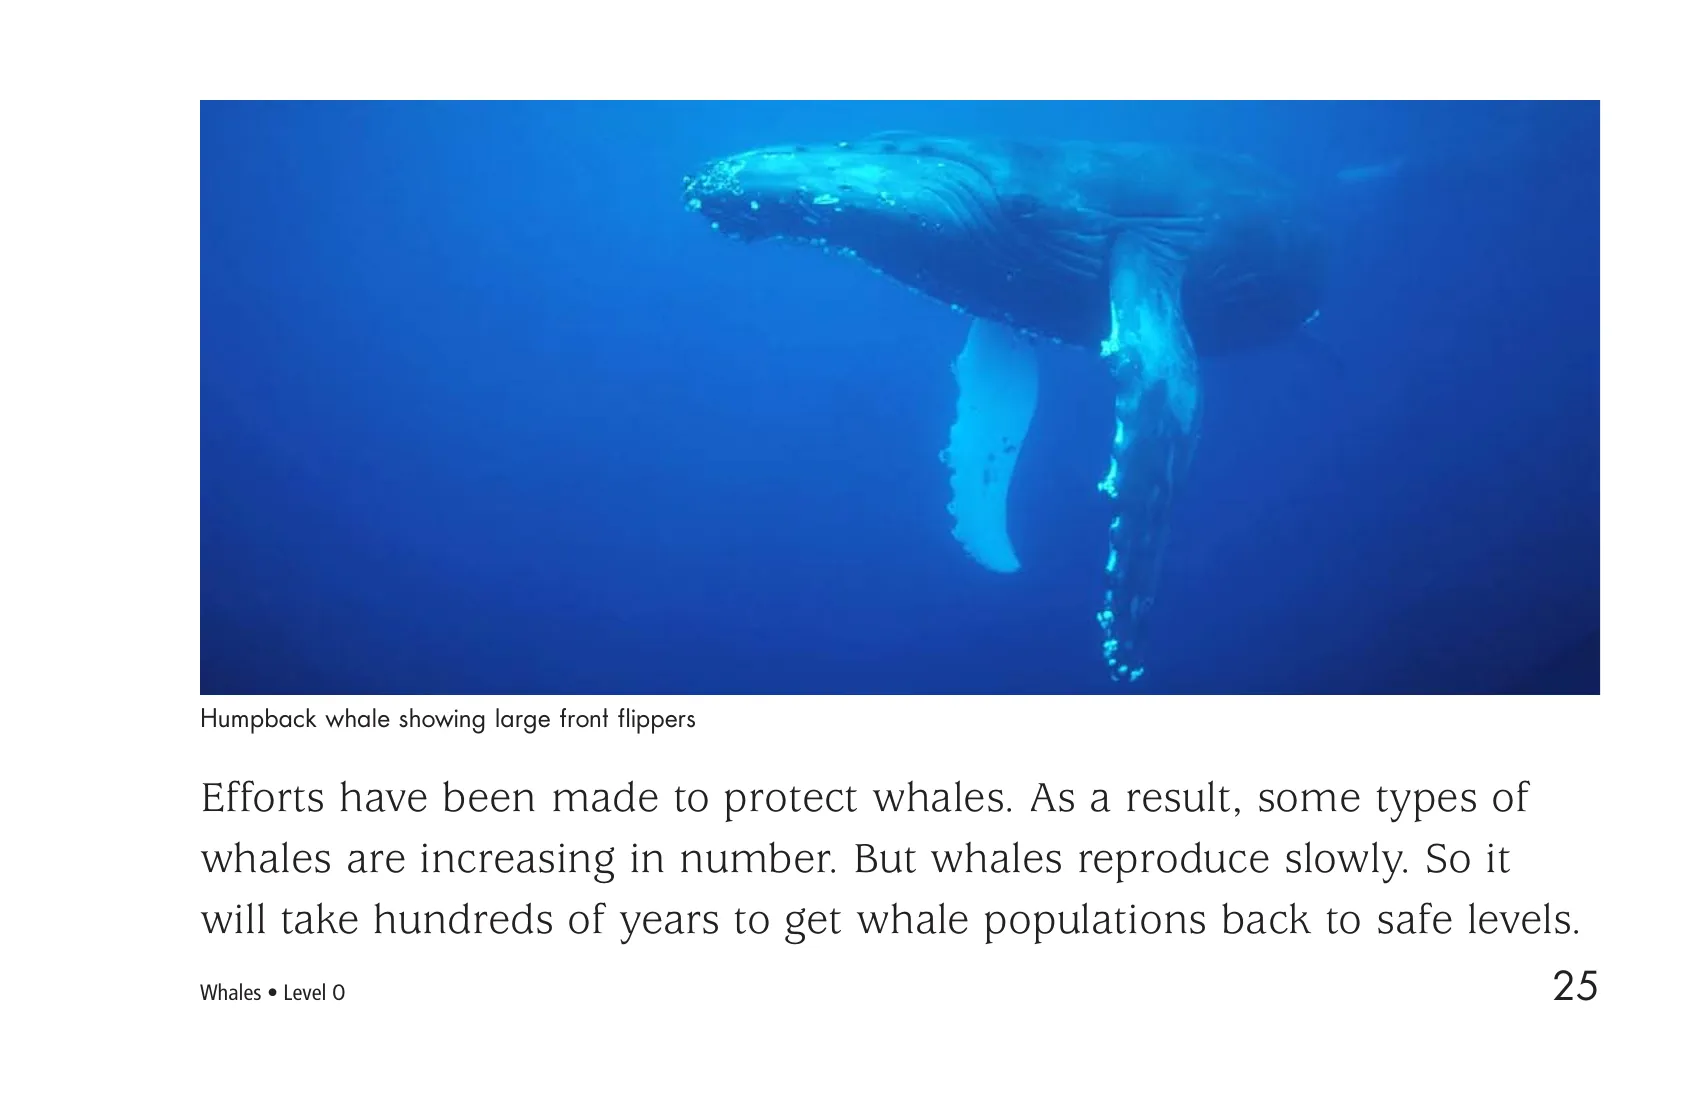 Humpback whale showing large front flippers
Efforts have been made to protect whales. As a result, some types of
whales are increasing in number. But whales reproduce slowly. So it
will take hundreds of years to get whale populations back to safe levels.
Whales • Level O
25